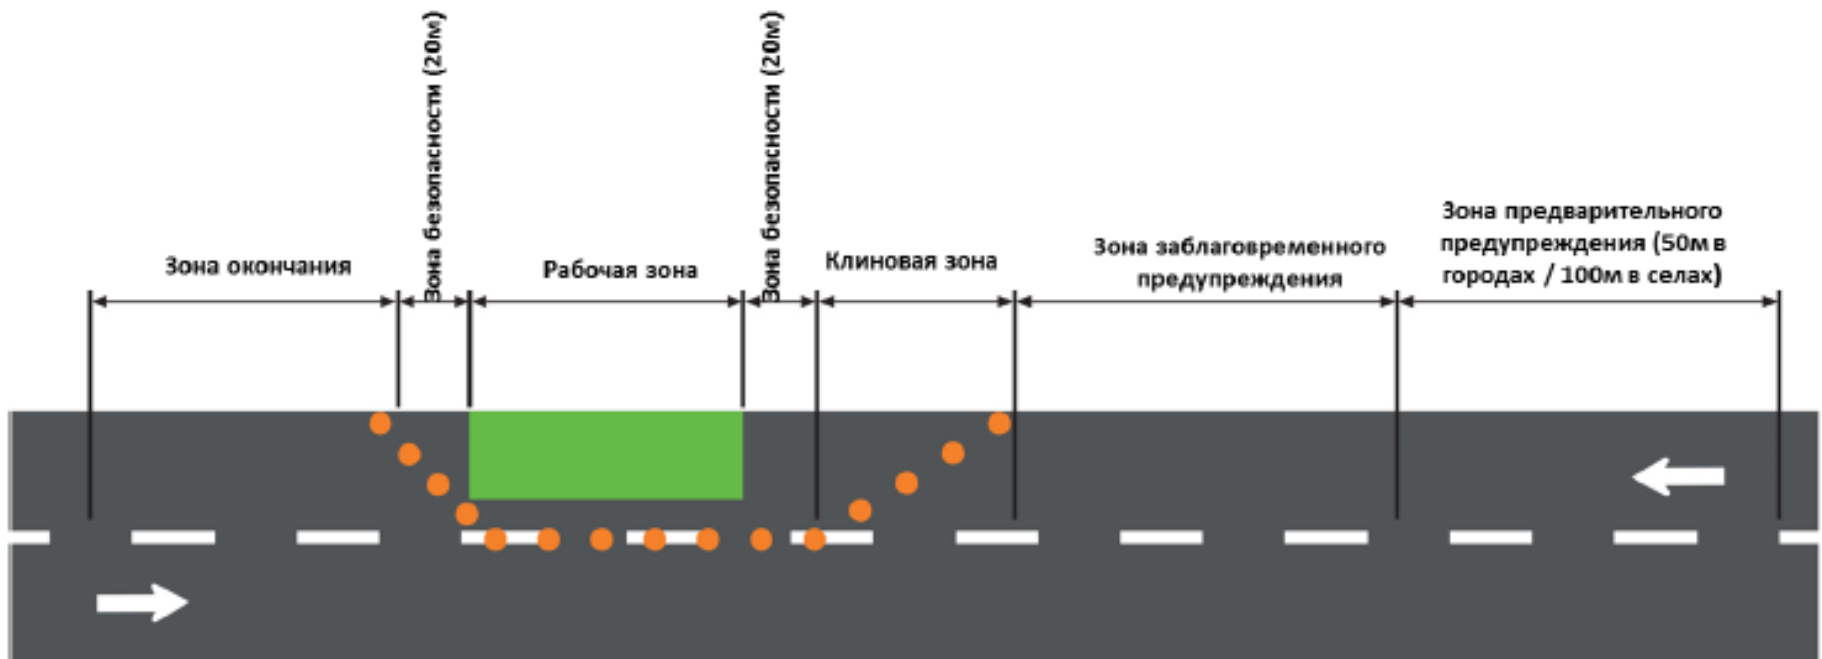 Зона окончания
Зона безопасности (20м)
Рабочая зона
Зона безопасности (20м)
Клиновая зона
Зона заблаговременного
предупреждения
Зона предварительного
предупреждения (50м в
городах / 100м в селах)